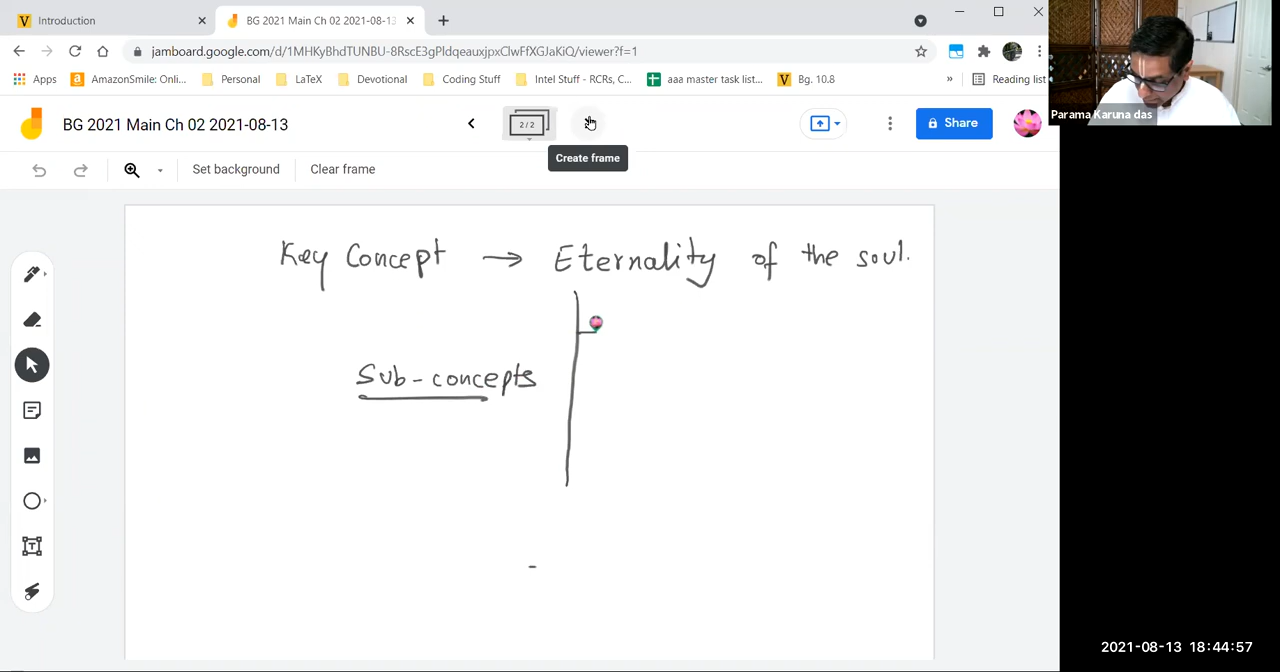 Introduction
BG 2021 Main Ch 02 2021-08-13
jamboard.google.com/d/1MHKyBhdTUNBU-8RscE3gPldqeauxjpxClwFfXGJaKiQ/viewer?f=1
Apps AmazonSmile: Onli... Personal LaTeX Devotional Coding Stuff Intel Stuff - RCRs, C... aaa master task list... Bg. 10.8 » Reading list
Parama Karuna das
BG 2021 Main Ch 02 2021-08-13
2/2
Share
Create frame
Set background Clear frame
Key Concept → Eternality of the soul.
Sub-concepts
2021-08-13 18:44:57